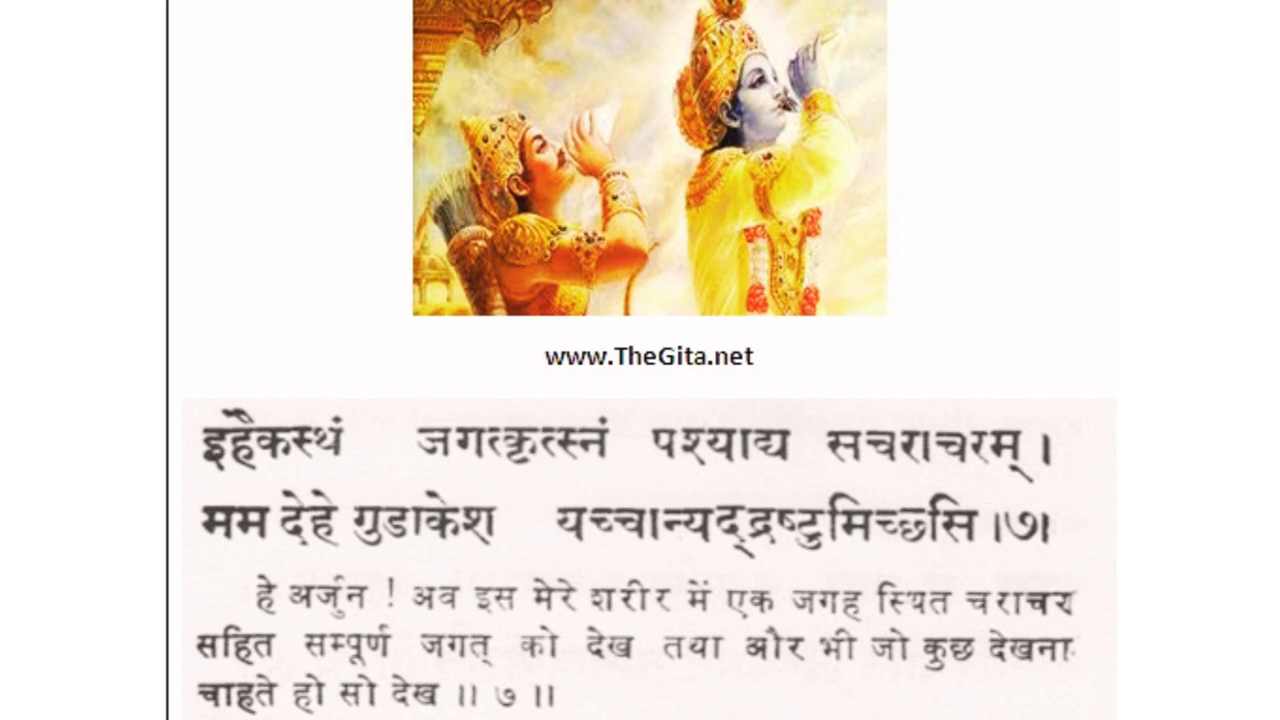 www.TheGita.net
इहैकस्थं जगत्कृत्स्नं पश्याद्य सचराचरम् ।
मम देहे गुडाकेश यच्चान्यद्द्रष्टुमिच्छसि ।७।
हे अर्जुन ! अब इस मेरे शरीर में एक जगह स्थित चराचर
सहित सम्पूर्ण जगत् को देख तथा और भी जो कुछ देखना
चाहते हो सो देख ।। ७ ।।